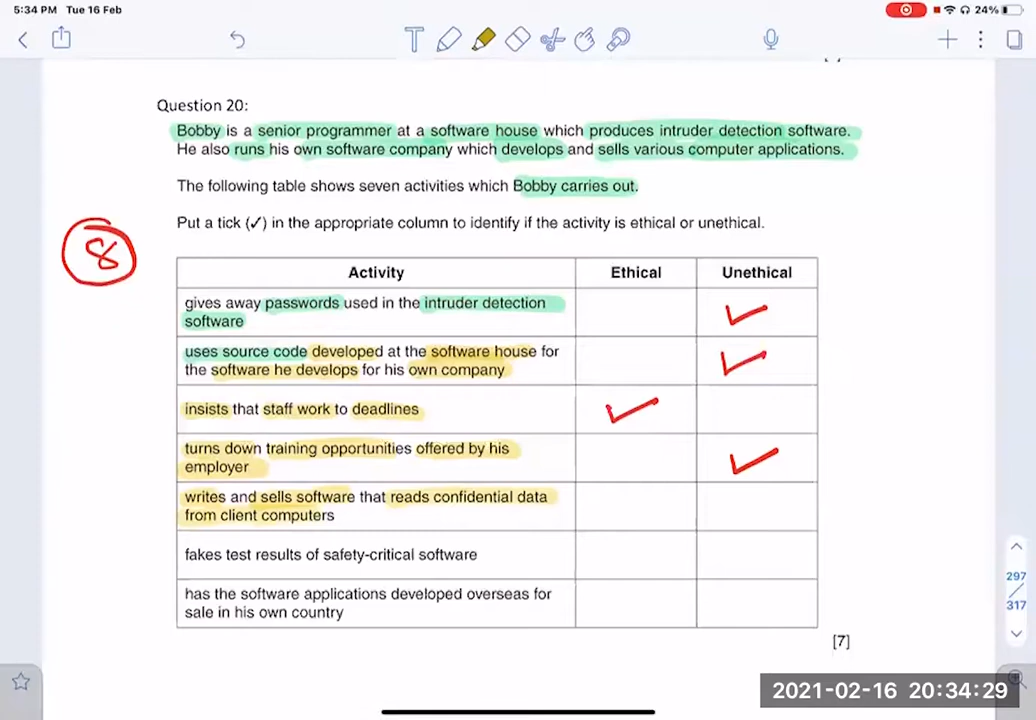 5:34 PM Tue 16 Feb
24%
Question 20:
Bobby is a senior programmer at a software house which produces intruder detection software.
He also runs his own software company which develops and sells various computer applications.
The following table shows seven activities which Bobby carries out.
Put a tick (✓) in the appropriate column to identify if the activity is ethical or unethical.
8
Activity Ethical Unethical
gives away passwords used in the intruder detection
software
uses source code developed at the software house for
the software he develops for his own company
insists that staff work to deadlines
turns down training opportunities offered by his
employer
writes and sells software that reads confidential data
from client computers
fakes test results of safety-critical software
has the software applications developed overseas for
sale in his own country
[7]
297
317
2021-02-16 20:34:29